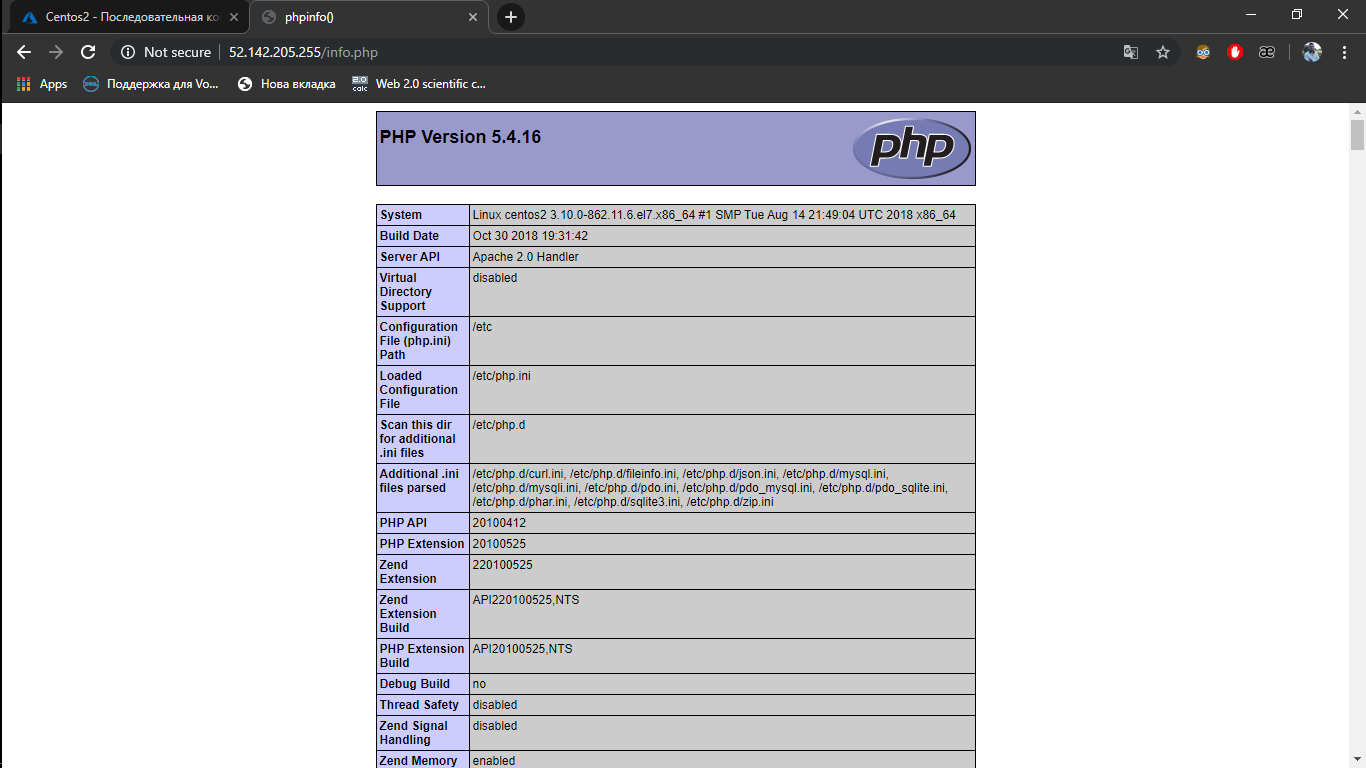 Centos2 - Последовательная ко
phpinfo()
Not secure
52.142.205.255/info.php
Apps
Поддержка для Vo...
Нова вкладка
2.0
calc
Web 2.0 scientific c...
PHP Version 5.4.16
php
System
Linux centos2 3.10.0-862.11.6.el7.x86_64 #1 SMP Tue Aug 14 21:49:04 UTC 2018 x86_64
Build Date
Oct 30 2018 19:31:42
Server API
Apache 2.0 Handler
Virtual
Directory
Support
disabled
Configuration
File (php.ini)
Path
/etc
Loaded
Configuration
File
/etc/php.ini
Scan this dir
for additional
.ini files
/etc/php.d
Additional .ini
files parsed
/etc/php.d/curl.ini, /etc/php.d/fileinfo.ini, /etc/php.d/json.ini, /etc/php.d/mysql.ini,
/etc/php.d/mysqli.ini, /etc/php.d/pdo.ini, /etc/php.d/pdo_mysql.ini, /etc/php.d/pdo_sqlite.ini,
/etc/php.d/phar.ini, /etc/php.d/sqlite3.ini, /etc/php.d/zip.ini
PHP API
20100412
PHP Extension
20100525
Zend
Extension
220100525
Zend
Extension
Build
API220100525,NTS
PHP Extension
Build
API20100525,NTS
Debug Build
no
Thread Safety
disabled
Zend Signal
Handling
disabled
Zend Memory
enabled